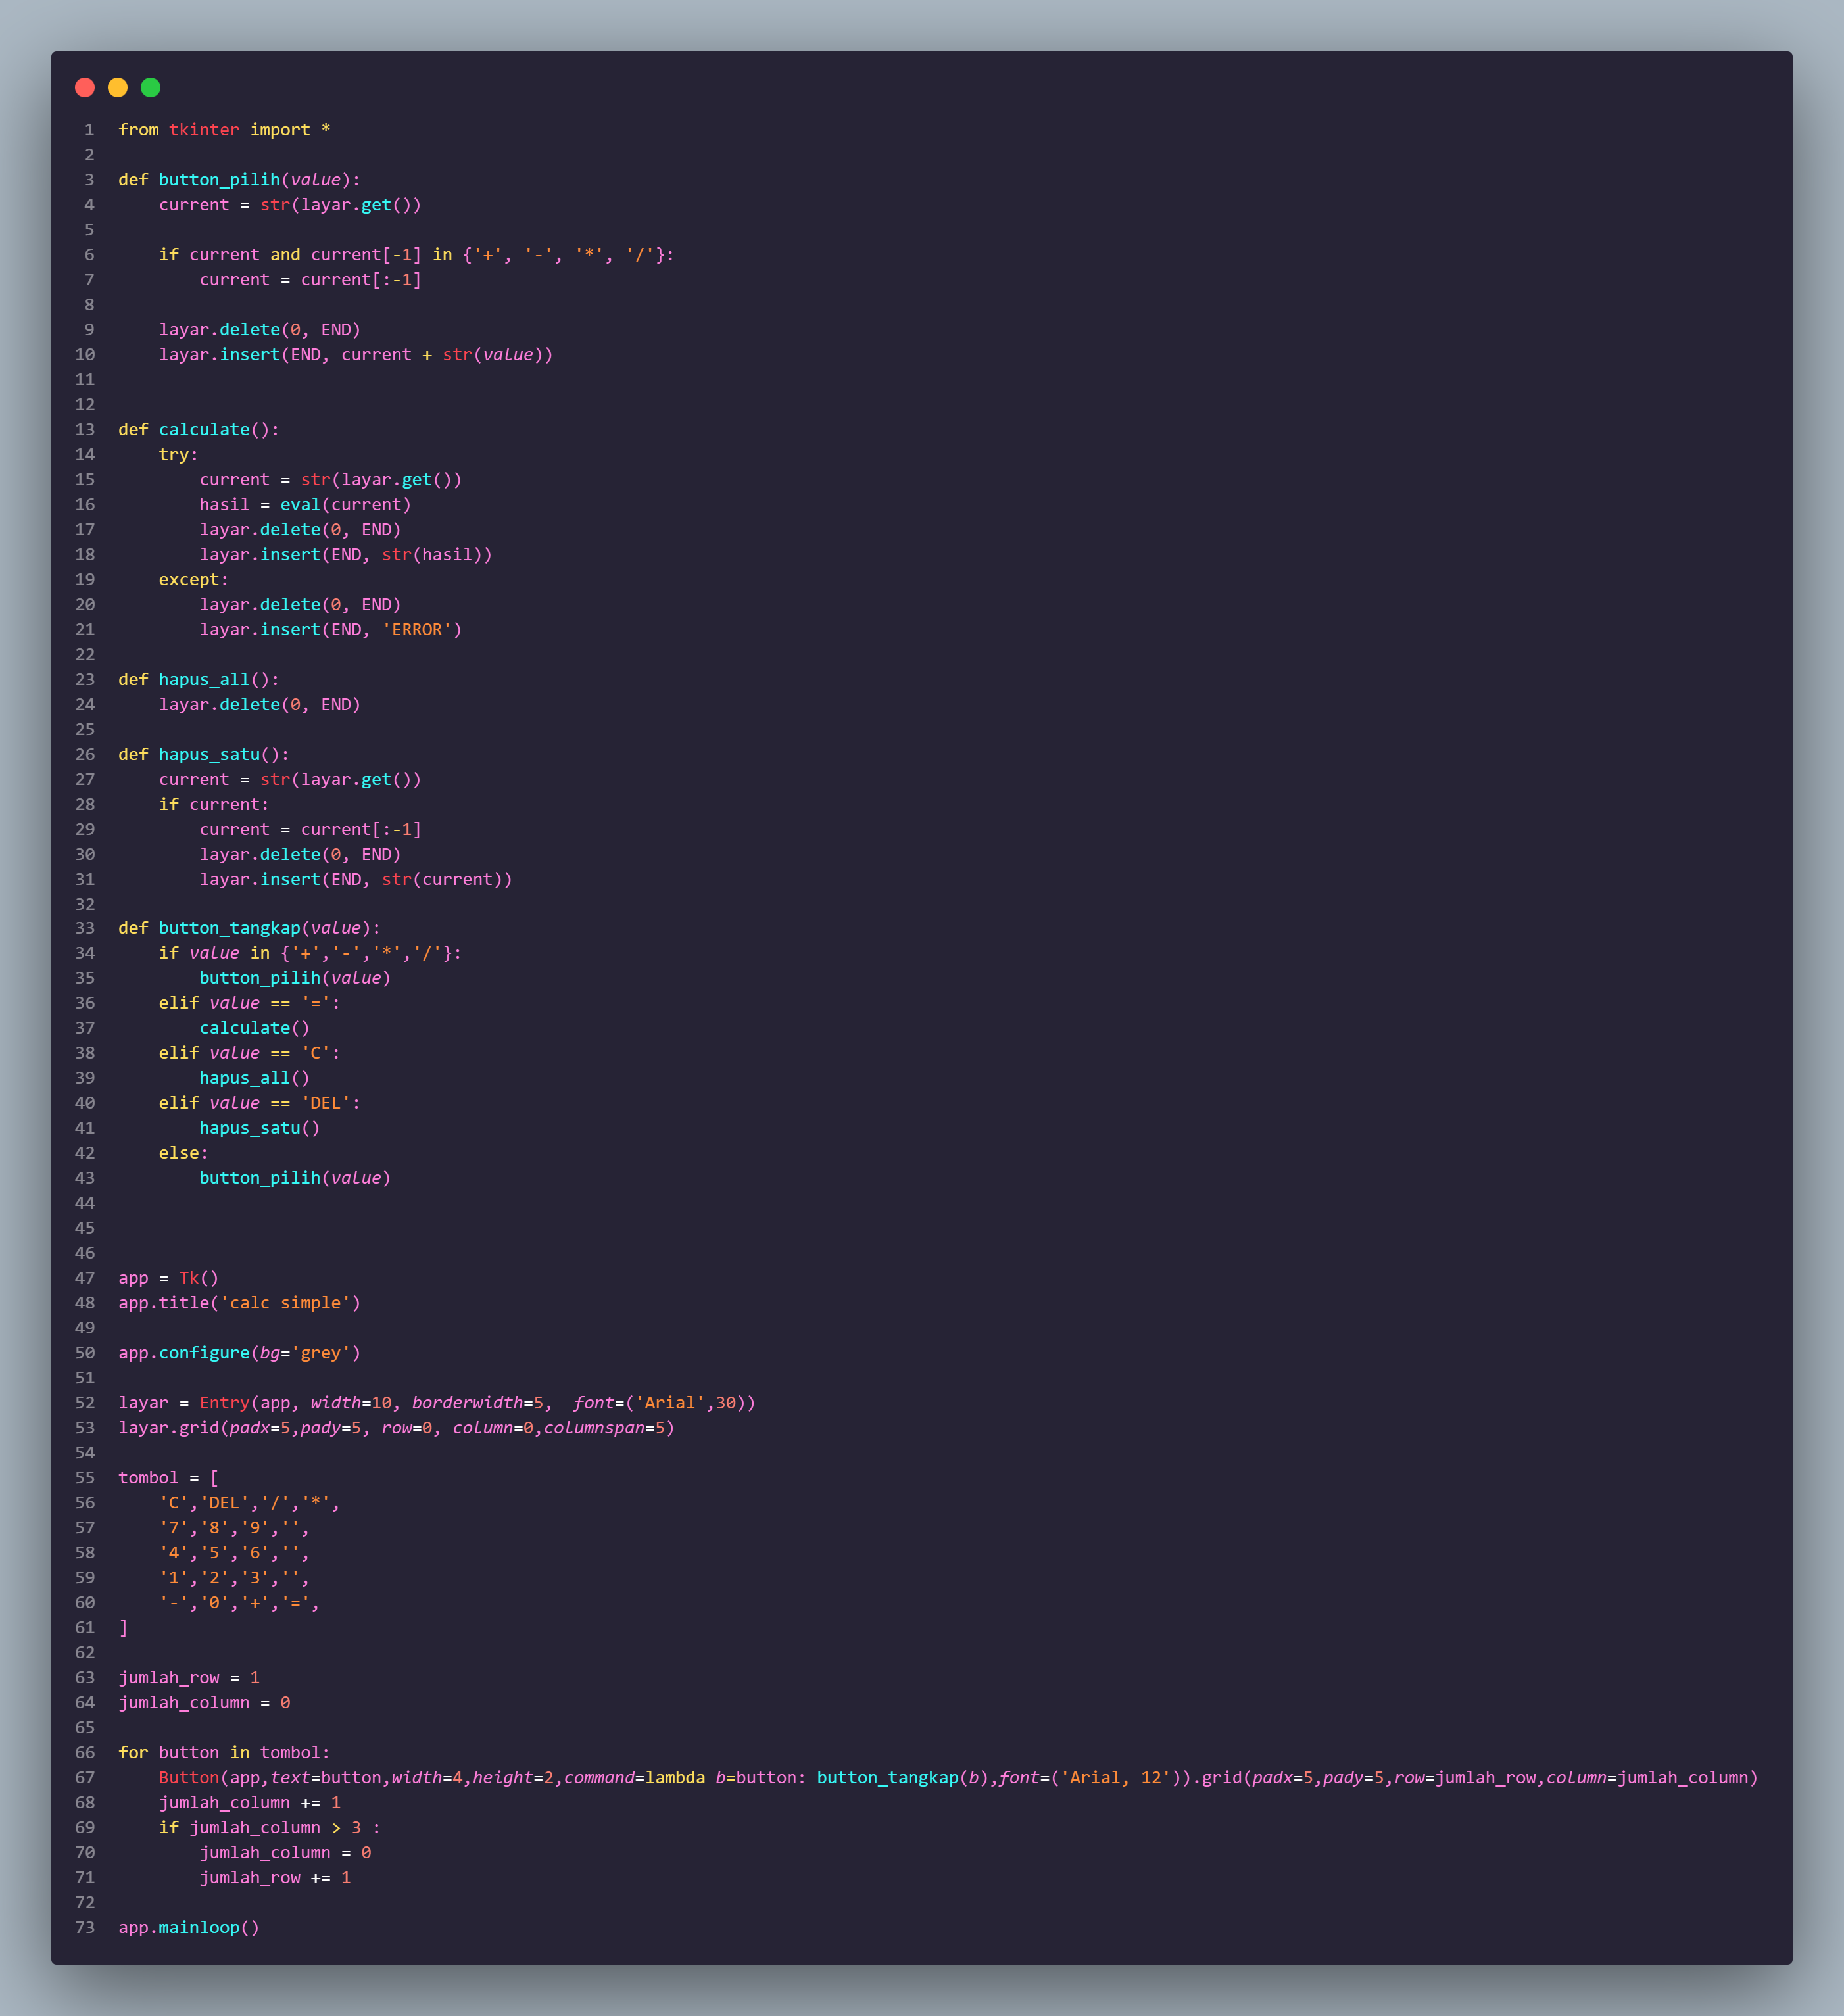 1 from tkinter import *
2
3 def button_pilih(value):
4     current = str(layar.get())
5
6     if current and current[-1] in {'+', '-', '*', '/'}:
7         current = current[:-1]
8
9     layar.delete(0, END)
10     layar.insert(END, current + str(value))
11
12
13 def calculate():
14     try:
15         current = str(layar.get())
16         hasil = eval(current)
17         layar.delete(0, END)
18         layar.insert(END, str(hasil))
19     except:
20         layar.delete(0, END)
21         layar.insert(END, 'ERROR')
22
23 def hapus_all():
24     layar.delete(0, END)
25
26 def hapus_satu():
27     current = str(layar.get())
28     if current:
29         current = current[:-1]
30         layar.delete(0, END)
31         layar.insert(END, str(current))
32
33 def button_tangkap(value):
34     if value in {'+','-','*','/'}:
35         button_pilih(value)
36     elif value == '=':
37         calculate()
38     elif value == 'C':
39         hapus_all()
40     elif value == 'DEL':
41         hapus_satu()
42     else:
43         button_pilih(value)
44
45
46
47 app = Tk()
48 app.title('calc simple')
49
50 app.configure(bg='grey')
51
52 layar = Entry(app, width=10, borderwidth=5,  font=('Arial',30))
53 layar.grid(padx=5,pady=5, row=0, column=0,columnspan=5)
54
55 tombol = [
56     'C','DEL','/','*',
57     '7','8','9','',
58     '4','5','6','',
59     '1','2','3','',
60     '-','0','+','=',
61 ]
62
63 jumlah_row = 1
64 jumlah_column = 0
65
66 for button in tombol:
67     Button(app,text=button,width=4,height=2,command=lambda b=button: button_tangkap(b),font=('Arial, 12')).grid(padx=5,pady=5,row=jumlah_row,column=jumlah_column)
68     jumlah_column += 1
69     if jumlah_column > 3 :
70         jumlah_column = 0
71         jumlah_row += 1
72
73 app.mainloop()